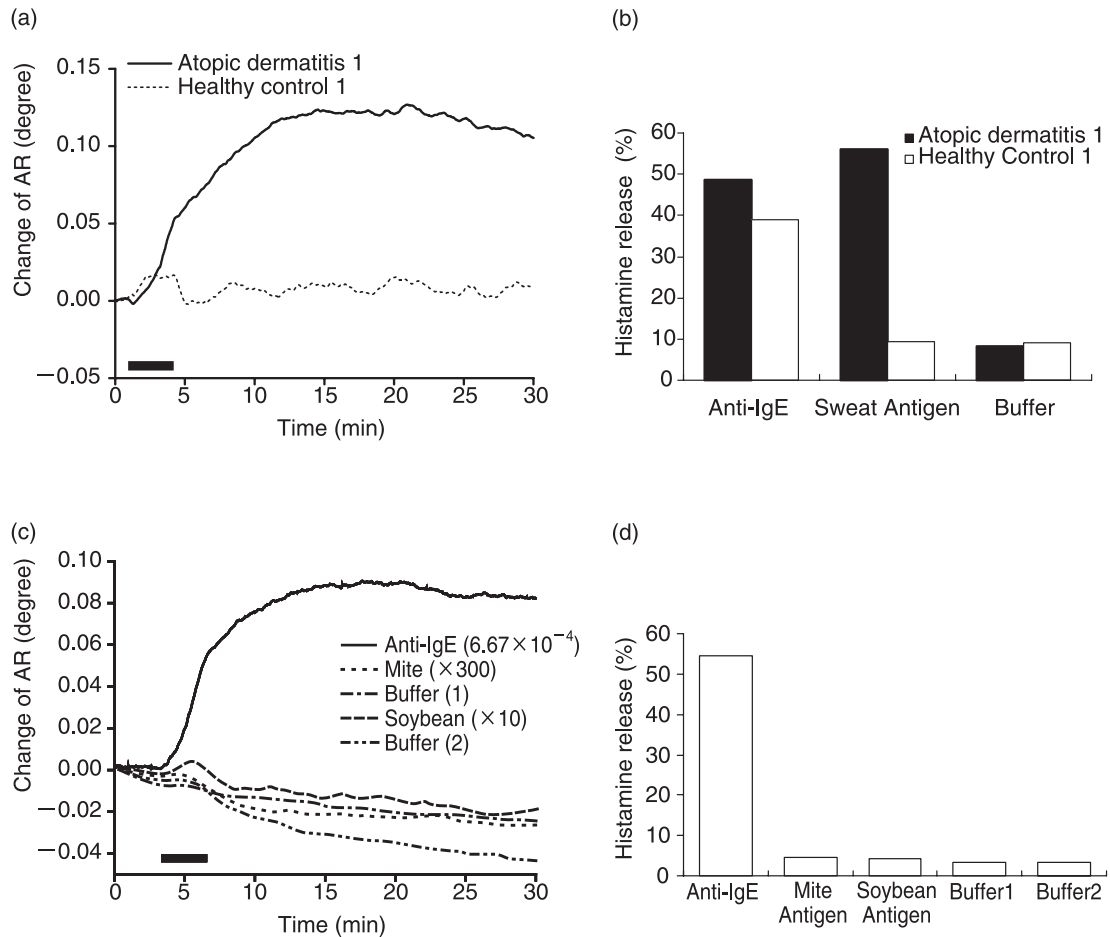 (a)
Change of AR (degree)
0.15
0.10
0.05
0.00
−0.05
Atopic dermatitis 1
Healthy control 1
0 5 10 15 20 25 30
Time (min)
(b)
Histamine release (%)
60
50
40
30
20
10
0
Atopic dermatitis 1
Healthy Control 1
Anti-IgE Sweat Antigen Buffer
(c)
Change of AR (degree)
0.10
0.08
0.06
0.04
0.02
0.00
−0.02
−0.04
Anti-IgE (6.67×10⁻⁴)
Mite (×300)
Buffer (1)
Soybean (×10)
Buffer (2)
0 5 10 15 20 25 30
Time (min)
(d)
Histamine release (%)
60
50
40
30
20
10
0
Anti-IgE Mite Soybean Buffer1 Buffer2
Antigen Antigen